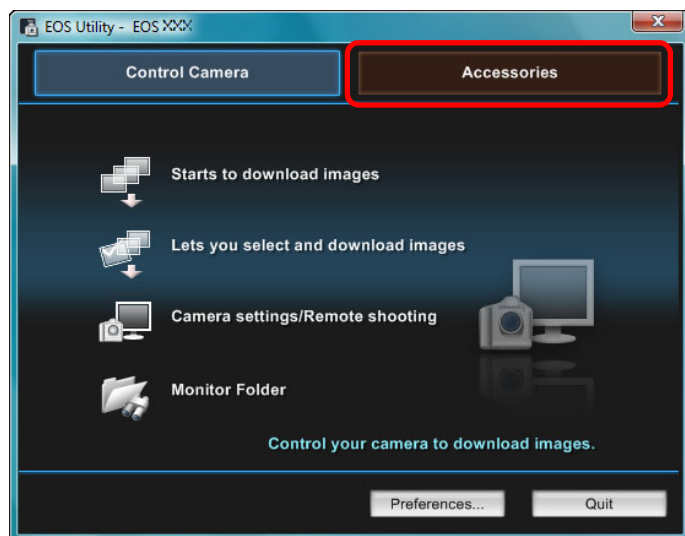 EOS Utility - EOS XXX
Control Camera
Accessories
Starts to download images
Lets you select and download images
Camera settings/Remote shooting
Monitor Folder
Control your camera to download images.
Preferences...
Quit